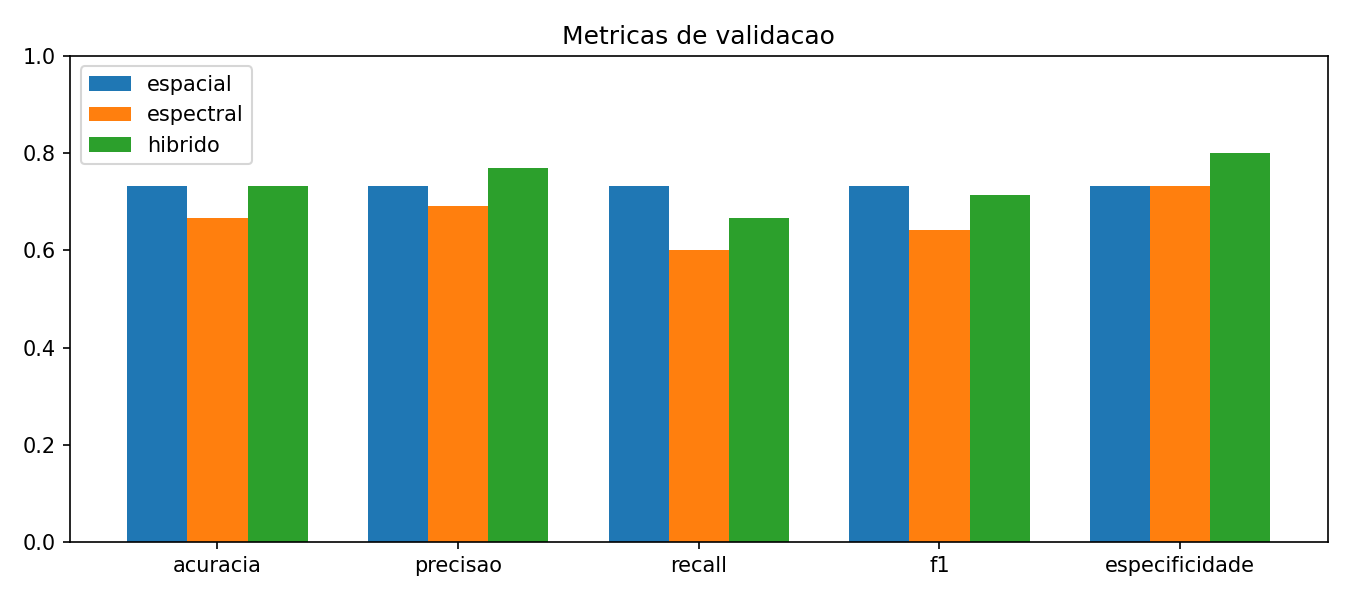 Metricas de validacao
1.0
0.8
0.6
0.4
0.2
0.0
espacial
espectral
hibrido
acuracia precisao recall f1 especificidade